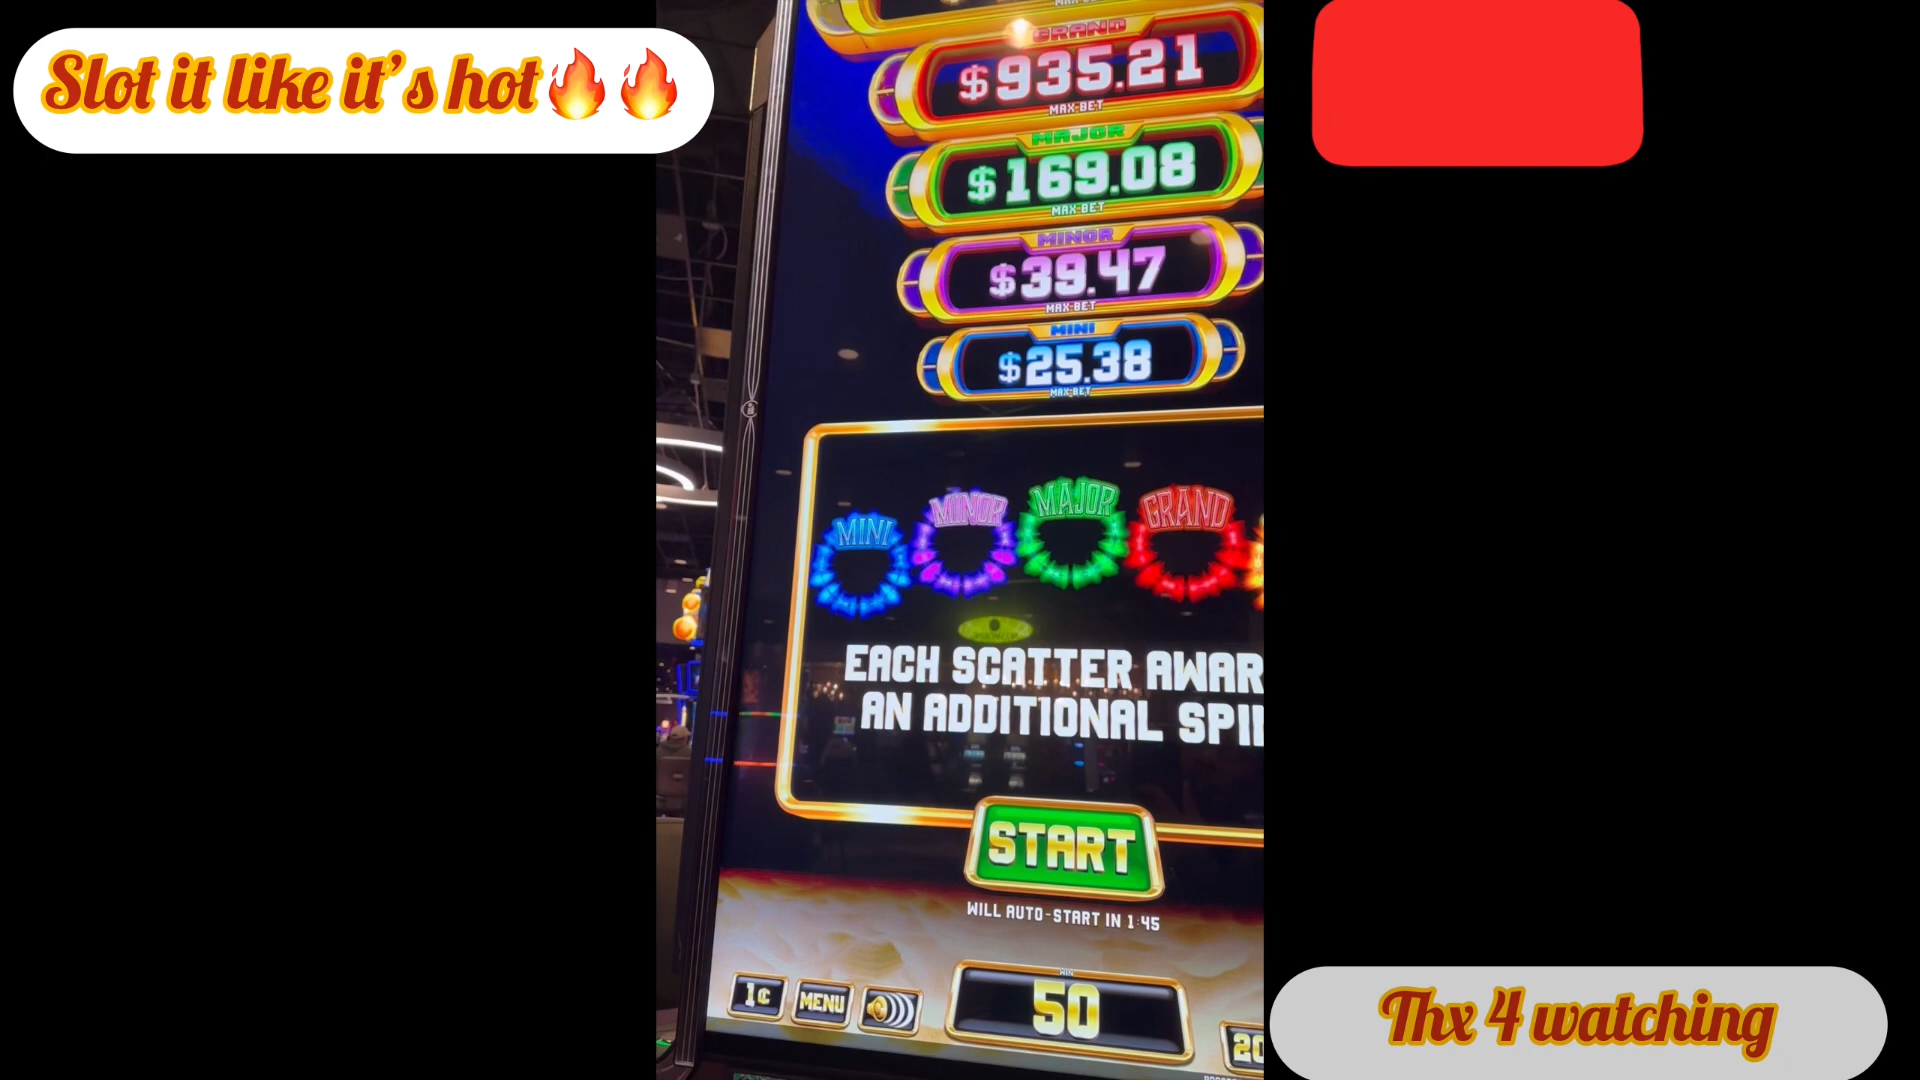 Slot it like it's hot🔥🔥
GRAND
$935.21
MAX BET
MAJOR
$169.08
MAX BET
MINOR
$39.47
MAX BET
MINI
$25.38
MAX BET
MINI MINOR MAJOR GRAND
EACH SCATTER AWAR
AN ADDITIONAL SPI
START
WILL AUTO-START IN 1:45
1¢ MENU
WIN
50
20
Thx 4 watching